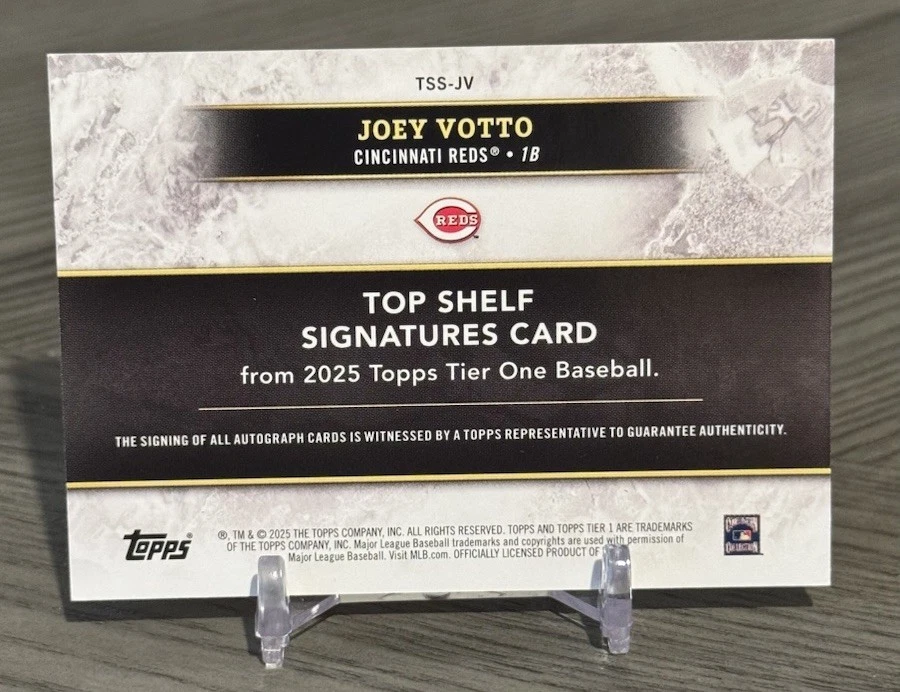 TSS-JV
JOEY VOTTO
CINCINNATI REDS® • 1B
REDS
TOP SHELF
SIGNATURES CARD
from 2025 Topps Tier One Baseball.
THE SIGNING OF ALL AUTOGRAPH CARDS IS WITNESSED BY A TOPPS REPRESENTATIVE TO GUARANTEE AUTHENTICITY.
topps®
®, TM & © 2025 THE TOPPS COMPANY, INC. ALL RIGHTS RESERVED. TOPPS AND TOPPS TIER 1 ARE TRADEMARKS
OF THE TOPPS COMPANY, INC. Major League Baseball trademarks and copyrights are used with permission of
Major League Baseball. Visit MLB.com. OFFICIALLY LICENSED PRODUCT OF
COLLECTION